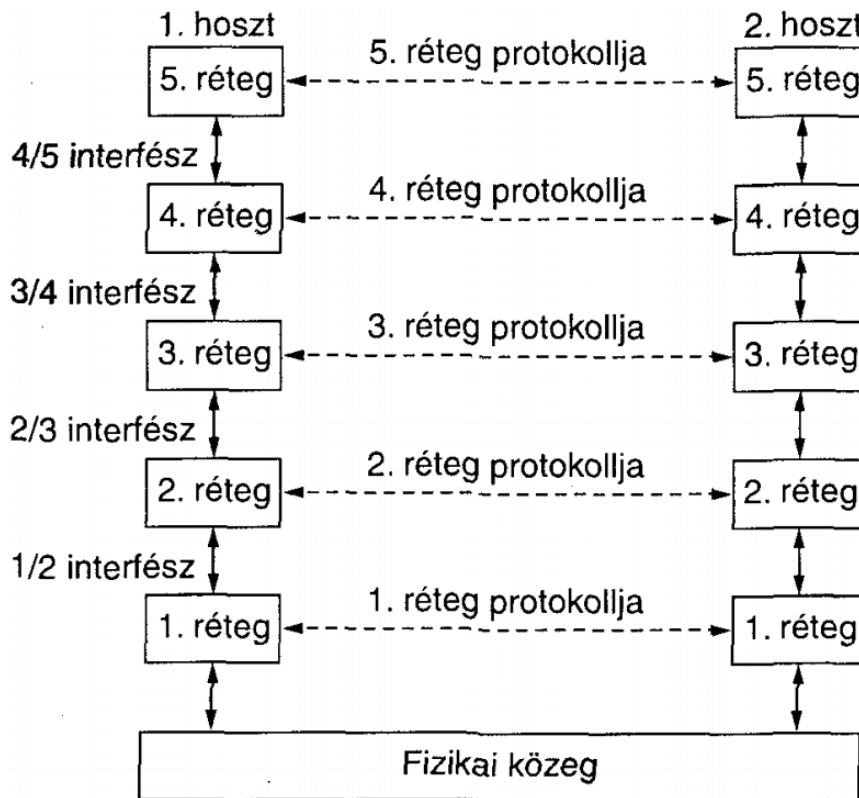 1. hoszt
2. hoszt
5. réteg
5. réteg protokollja
5. réteg
4/5 interfész
4. réteg
4. réteg protokollja
4. réteg
3/4 interfész
3. réteg
3. réteg protokollja
3. réteg
2/3 interfész
2. réteg
2. réteg protokollja
2. réteg
1/2 interfész
1. réteg
1. réteg protokollja
1. réteg
Fizikai közeg